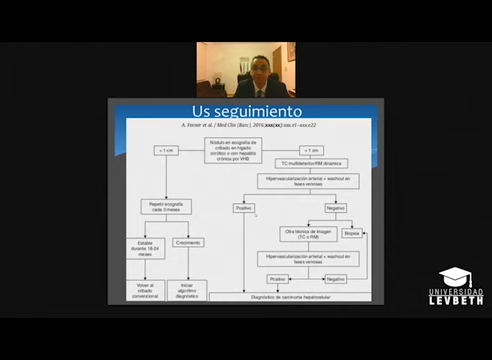 Us seguimiento
A. Forner et al. / Med Clin (Barc). 2016;xxx(xx):xxx.e1–xxx.e22
Nódulo en ecografía de
cribado en hígado
cirrótico o con hepatitis
crónica por VHB
< 1 cm
> 1 cm
TC multidetector/RM dinámica
Hipervascularización arterial + washout en
fases venosas
Repetir ecografía
cada 3 meses
Positivo
Negativo
Otra técnica de imagen
(TC o RM)
Biopsia
Estable
durante 18-24
meses
Crecimiento
Hipervascularización arterial + washout en
fases venosas
Positivo
Negativo
Volver al
cribado
convencional
Iniciar
algoritmo
diagnóstico
Diagnóstico de carcinoma hepatocelular
UNIVERSIDAD
LEVBETH